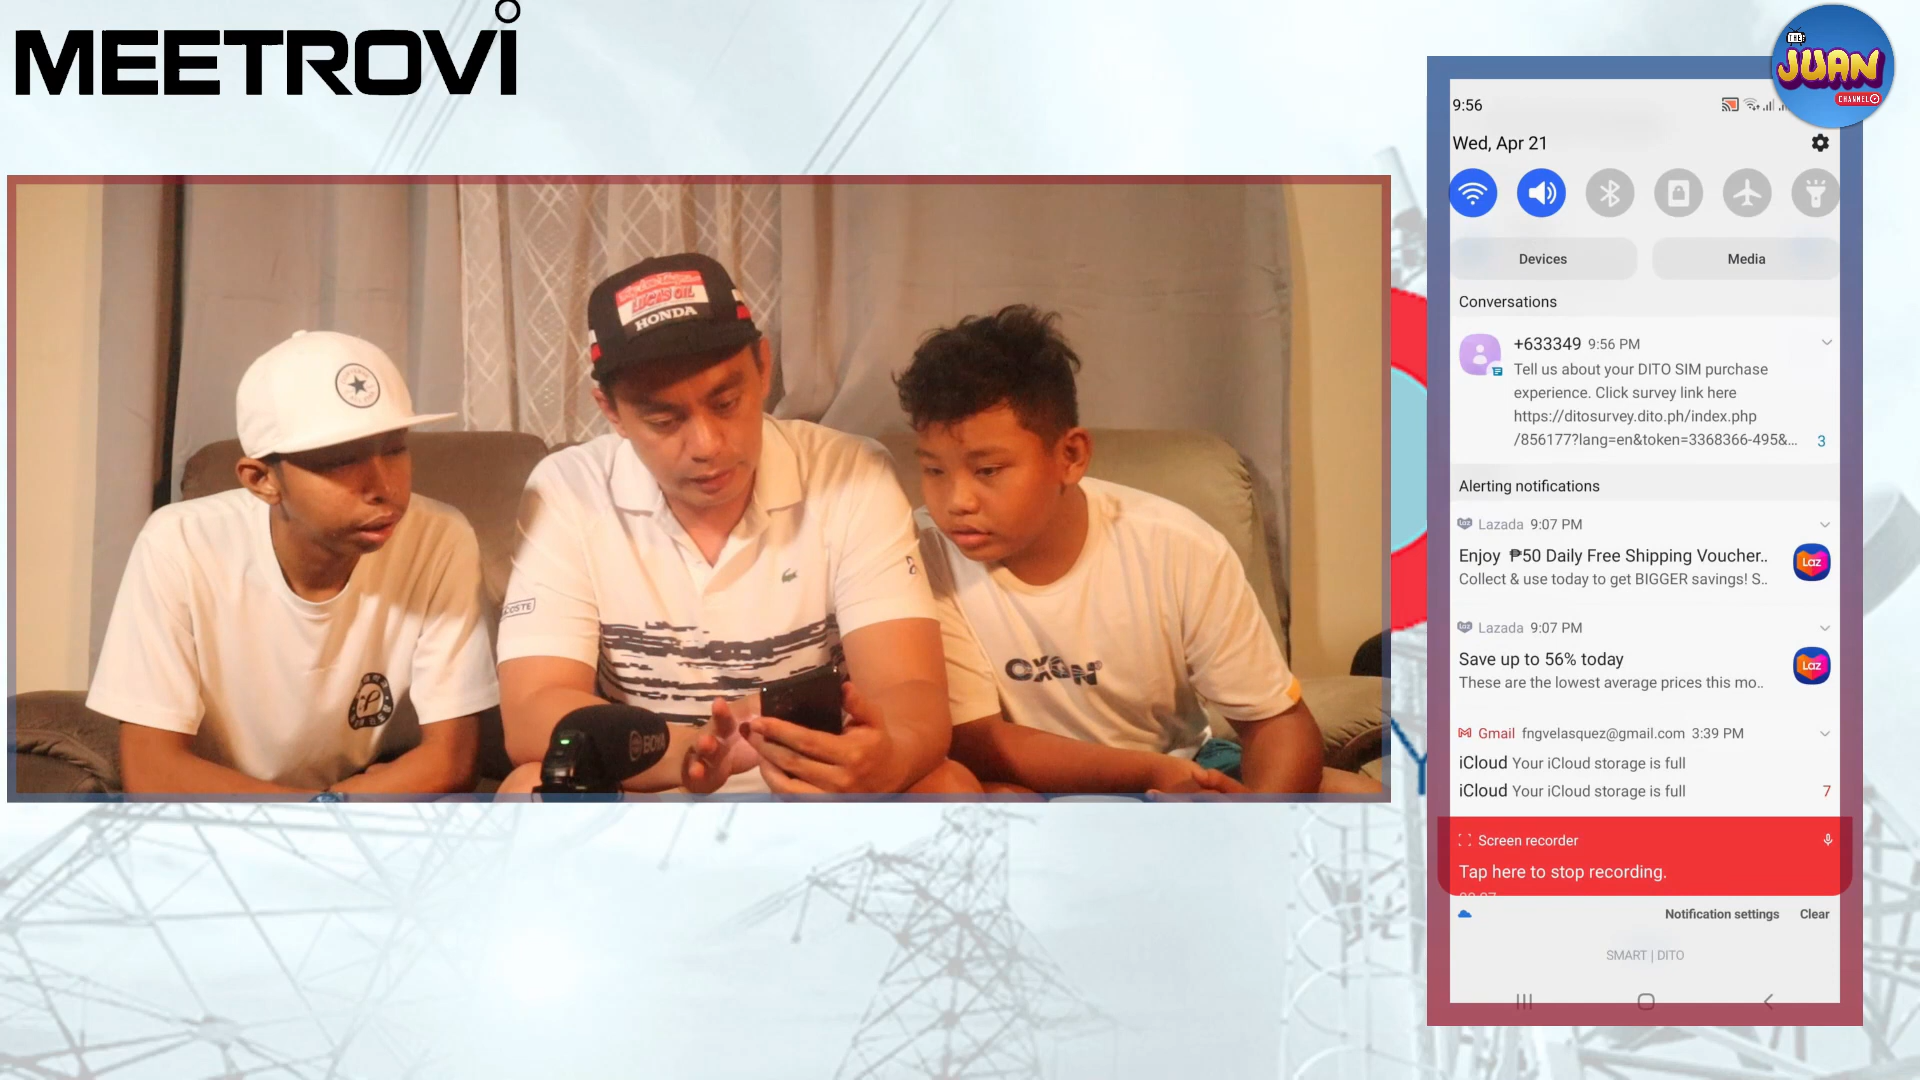 MEETROVI
THE
JUAN
CHANNEL
LUCAS OIL
HONDA
OXGN
BOYA
9:56
Wed, Apr 21
Devices
Media
Conversations
+633349 9:56 PM
Tell us about your DITO SIM purchase
experience. Click survey link here
https://ditosurvey.dito.ph/index.php
/856177?lang=en&token=3368366-495&...
3
Alerting notifications
Lazada 9:07 PM
Enjoy ₱50 Daily Free Shipping Voucher..
Collect & use today to get BIGGER savings! S..
Laz
Lazada 9:07 PM
Save up to 56% today
These are the lowest average prices this mo..
Laz
Gmail fngvelasquez@gmail.com 3:39 PM
iCloud Your iCloud storage is full
iCloud Your iCloud storage is full
7
Screen recorder
Tap here to stop recording.
Notification settings Clear
SMART | DITO